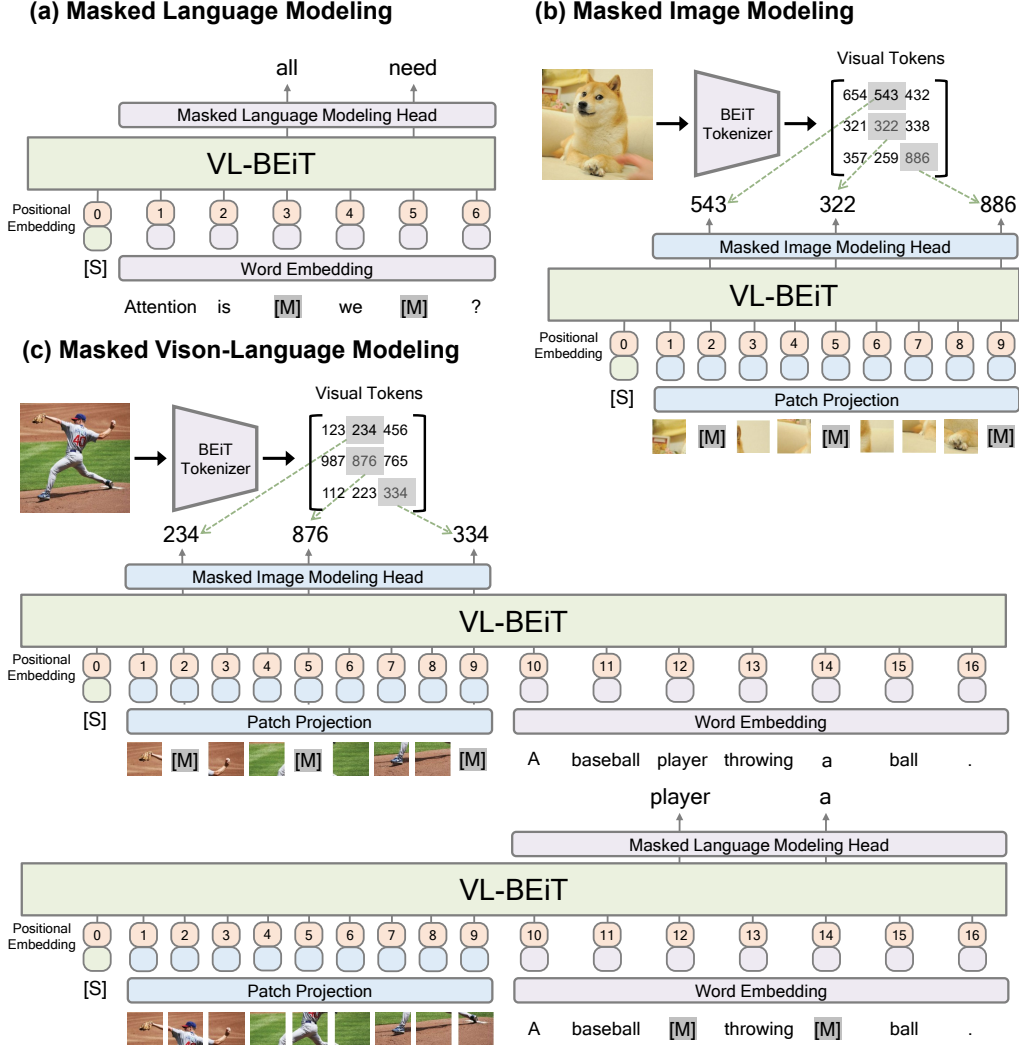 (a) Masked Language Modeling
all need
Masked Language Modeling Head
VL-BEiT
Positional
Embedding
0 1 2 3 4 5 6
[S]
Word Embedding
Attention is [M] we [M] ?
(b) Masked Image Modeling
Visual Tokens
BEiT
Tokenizer
654 543 432
321 322 338
357 259 886
543 322 886
Masked Image Modeling Head
VL-BEiT
Positional
Embedding
0 1 2 3 4 5 6 7 8 9
[S]
Patch Projection
[M] [M] [M]
(c) Masked Vison-Language Modeling
Visual Tokens
BEiT
Tokenizer
123 234 456
987 876 765
112 223 334
234 876 334
Masked Image Modeling Head
VL-BEiT
Positional
Embedding
0 1 2 3 4 5 6 7 8 9 10 11 12 13 14 15 16
[S]
Patch Projection Word Embedding
[M] [M] [M] A baseball player throwing a ball .
player a
Masked Language Modeling Head
VL-BEiT
Positional
Embedding
0 1 2 3 4 5 6 7 8 9 10 11 12 13 14 15 16
[S]
Patch Projection Word Embedding
A baseball [M] throwing [M] ball .